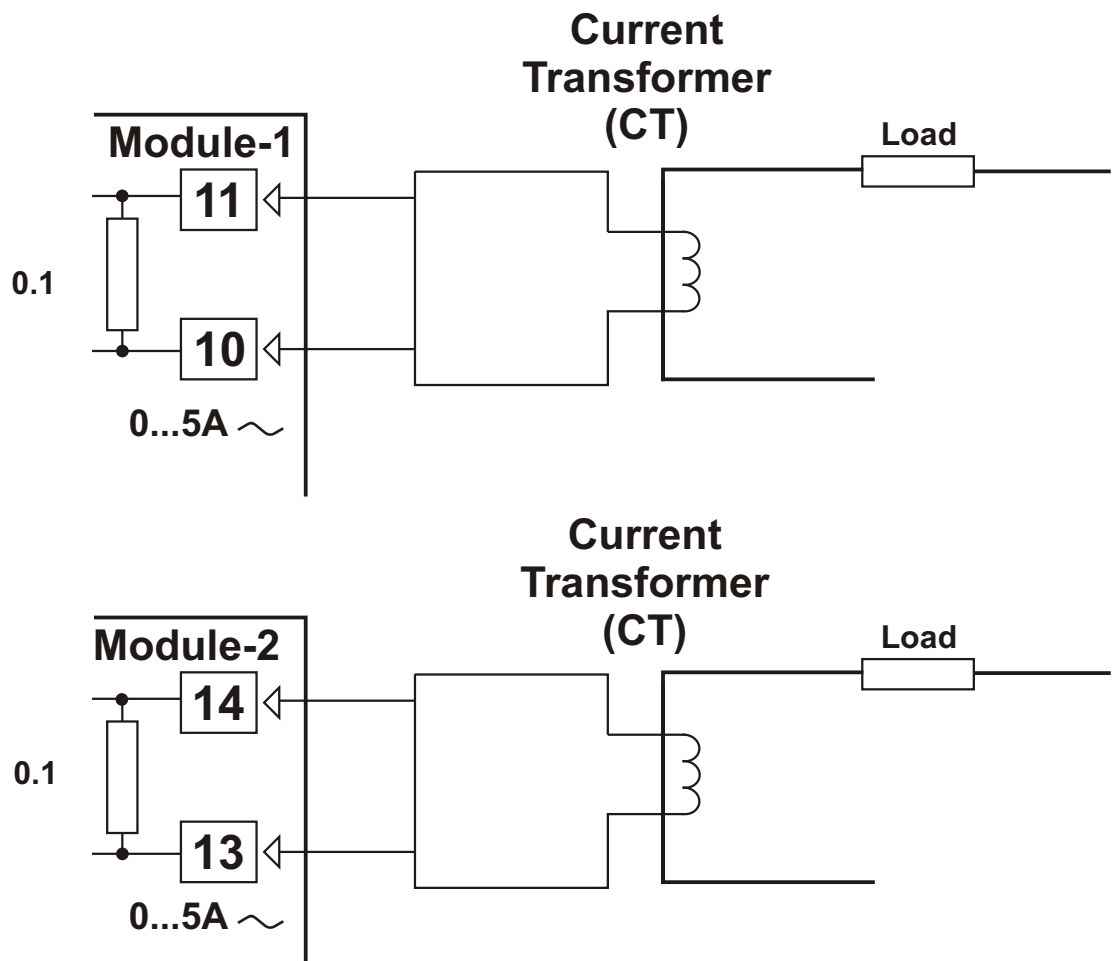 Current
Transformer
(CT)
Load
Module-1
11
0.1
10
0...5A
Current
Transformer
(CT)
Load
Module-2
14
0.1
13
0...5A